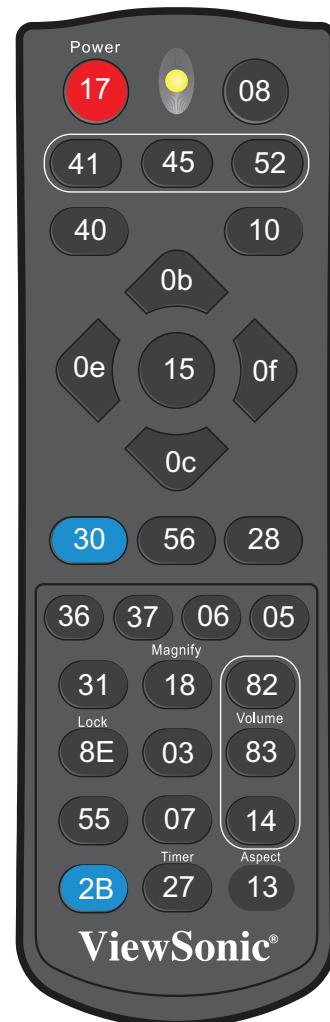 Power
17 08
41 45 52
40 10
0b
0e 15 0f
0c
30 56 28
36 37 06 05
Magnify
31 18 82
Lock Volume
8E 03 83
55 07 14
Timer Aspect
2B 27 13
ViewSonic®